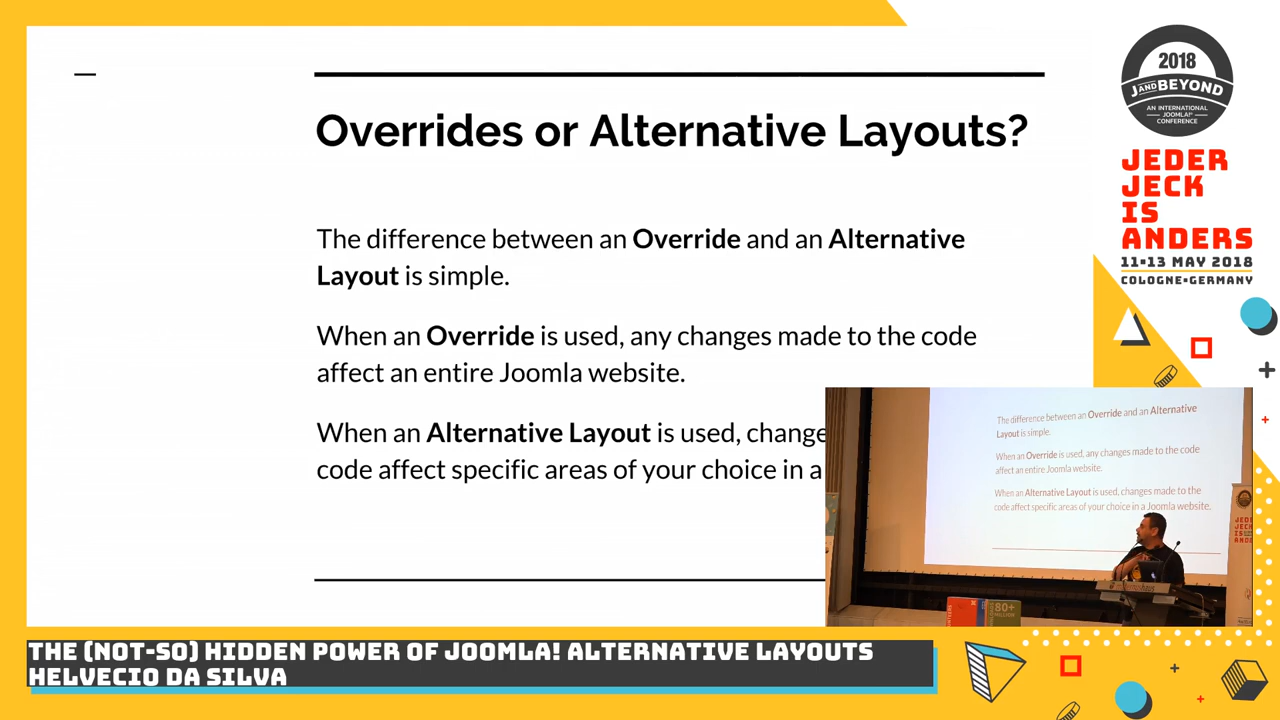 Overrides or Alternative Layouts?
The difference between an Override and an Alternative
Layout is simple.
When an Override is used, any changes made to the code
affect an entire Joomla website.
When an Alternative Layout is used, change
code affect specific areas of your choice in a
2018
J AND BEYOND
AN INTERNATIONAL
JOOMLA!
CONFERENCE
JEDER
JECK
IS
ANDERS
11-13 MAY 2018
COLOGNE-GERMANY
The difference between an Override and an Alternative
Layout is simple.
When an Override is used, any changes made to the code
affect an entire Joomla website.
When an Alternative Layout is used, changes made to the
code affect specific areas of your choice in a Joomla website.
JEDER
JECK
IS
ANDERS
80+
MILLION
THE (NOT-SO) HIDDEN POWER OF JOOMLA! ALTERNATIVE LAYOUTS
HELVECIO DA SILVA